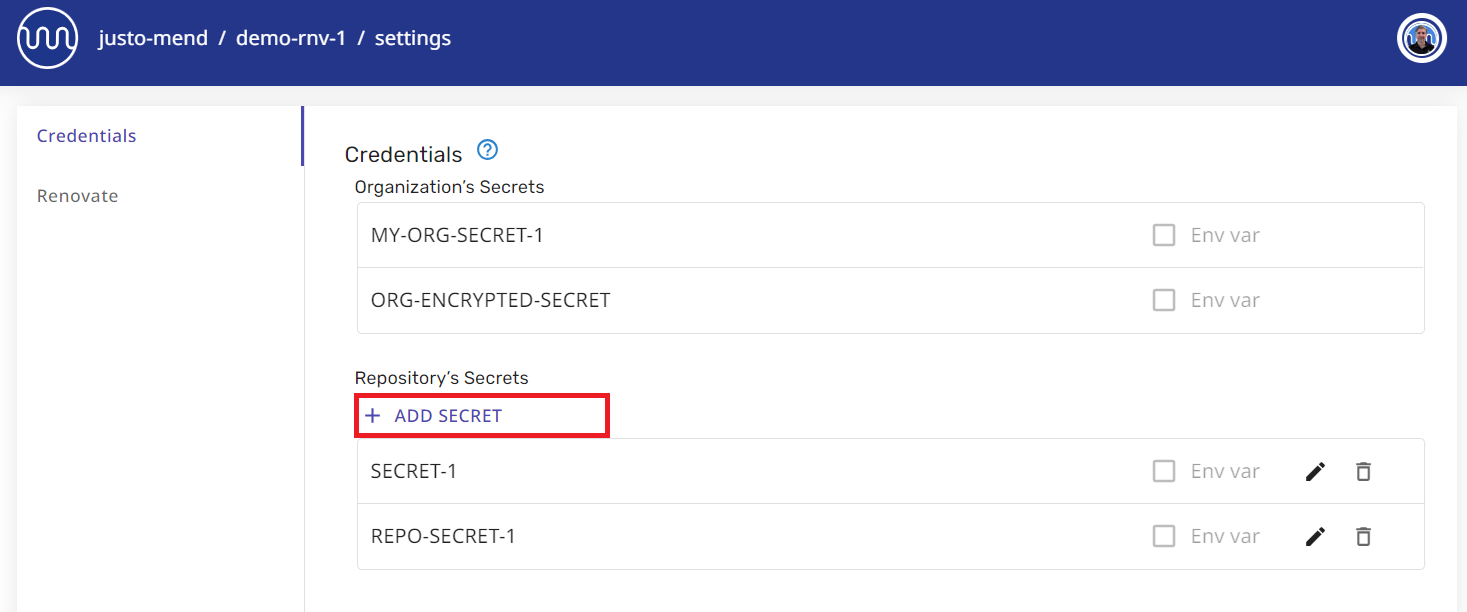 justo-mend / demo-rnv-1 / settings
Credentials
Renovate
Credentials ?
Organization's Secrets
MY-ORG-SECRET-1 Env var
ORG-ENCRYPTED-SECRET Env var
Repository's Secrets
+ ADD SECRET
SECRET-1 Env var
REPO-SECRET-1 Env var